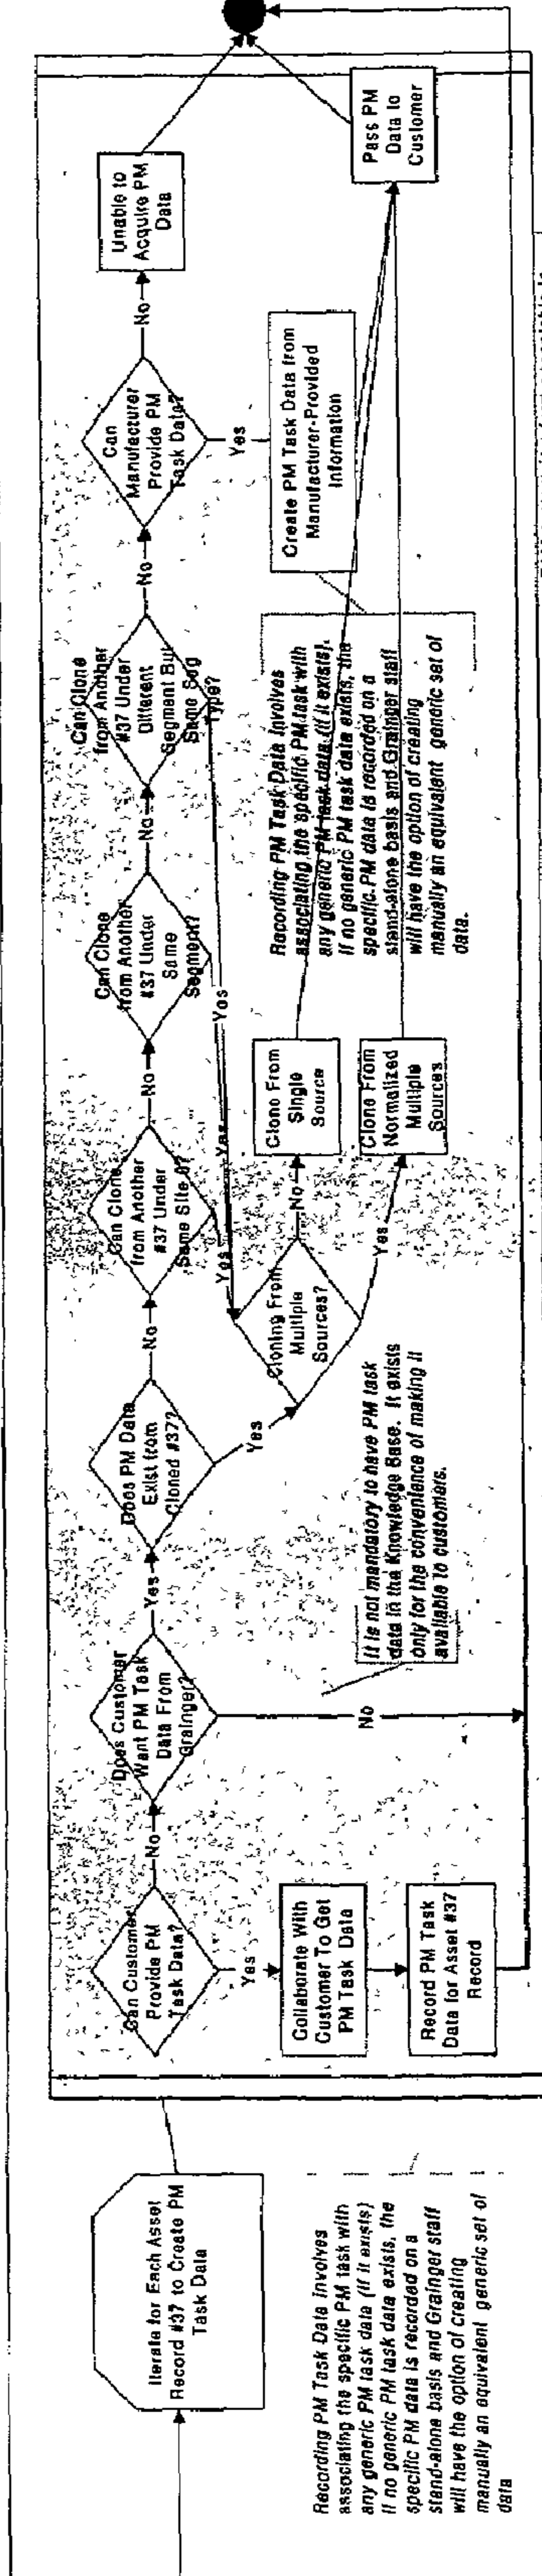 Iterate for Each Asset
Record #37 to Create PM
Task Data
Recording PM Task Data Involves
associating the specific PM task with
any generic PM task data (if it exists)
If no generic PM task data exists, the
specific PM data is recorded on a
stand-alone basis and Grainger staff
will have the option of creating
manually an equivalent generic set of
data
Can Customer
Provide PM
Task Data?
No
Yes
Collaborate With
Customer To Get
PM Task Data
Record PM Task
Data for Asset #37
Record
Does Customer
Want PM Task
Data From
Grainger?
Yes
No
It is not mandatory to have PM task
data in the Knowledge Base. It exists
only for the convenience of making it
available to customers.
Does PM Data
Exist from
Cloned #37?
No
Yes
Can Clone
from Another
#37 Under
Same Site
No
Yes
Cloning From
Multiple
Sources?
No
Yes
Clone From
Single
Source
Clone From
Normalized
Multiple
Sources
Can Clone
from Another
#37 Under
Same
Segment?
No
Yes
Can Clone
from Another
#37 Under
Different
Segment But
Same Seg
Type?
No
Yes
Recording PM Task Data Involves
associating the specific PM task with
any generic PM task data (if it exists).
If no generic PM task data exists, the
specific PM data is recorded on a
stand-alone basis and Grainger staff
will have the option of creating
manually an equivalent generic set of
data.
Can
Manufacturer
Provide PM
Task Data?
No
Yes
Create PM Task Data from
Manufacturer-Provided
Information
Unable to
Acquire PM
Data
Pass PM
Data to
Customer